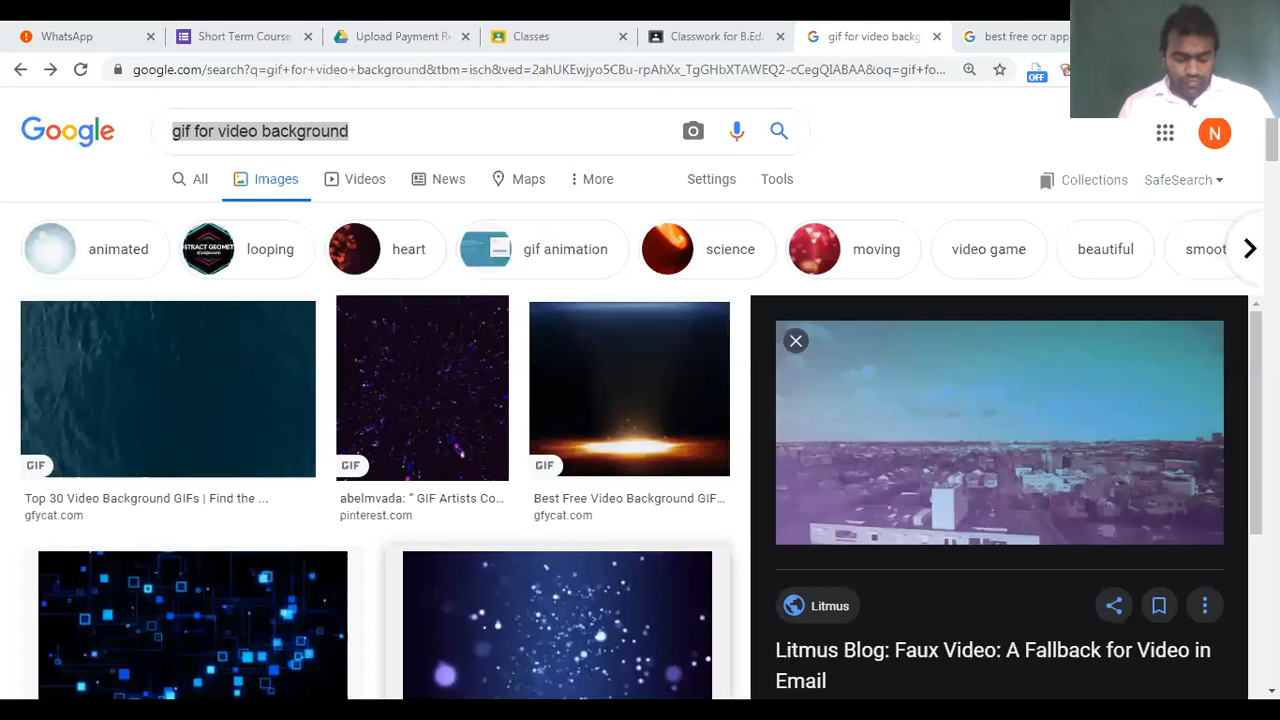 WhatsApp
Short Term Course
Upload Payment R
Classes
Classwork for B.Ed.
gif for video backg
best free ocr app
google.com/search?q=gif+for+video+background&tbm=isch&ved=2ahUKEwjyo5CBu-rpAhXx_TgGHbXTAWEQ2-cCegQIBAA&oq=gif+fo...
OFF
Google
gif for video background
N
All
Images
Videos
News
Maps
More
Settings
Tools
Collections
SafeSearch
animated
STRACT GEOMET
looping
heart
gif animation
science
moving
video game
beautiful
smoot
GIF
GIF
GIF
Top 30 Video Background GIFs | Find the ...
gfycat.com
abelmvada: " GIF Artists Co...
pinterest.com
Best Free Video Background GIF...
gfycat.com
Litmus
Litmus Blog: Faux Video: A Fallback for Video in
Email